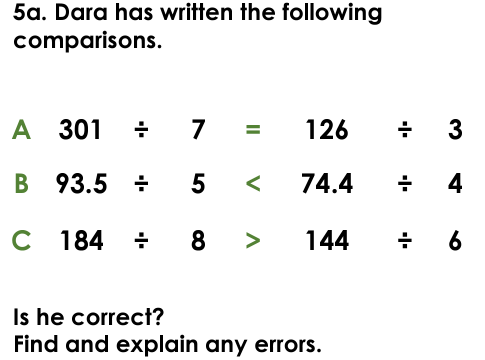 5a. Dara has written the following
comparisons.
A 301 ÷ 7 = 126 ÷ 3
B 93.5 ÷ 5 < 74.4 ÷ 4
C 184 ÷ 8 > 144 ÷ 6
Is he correct?
Find and explain any errors.